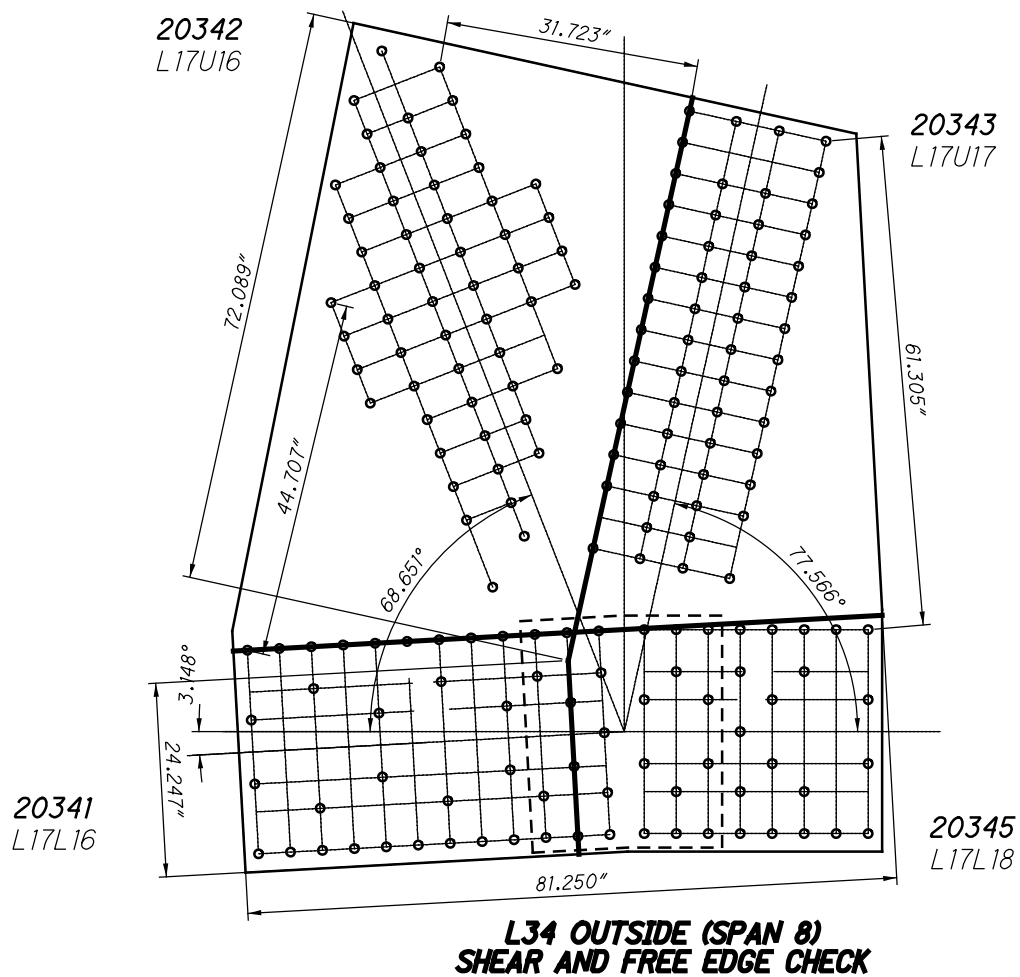 20342
L17U16
31.723"
20343
L17U17
72.089"
44.707"
61.305"
68.651°
77.566°
3.148°
24.247"
20341
L17L16
81.250"
20345
L17L18
L34 OUTSIDE (SPAN 8)
SHEAR AND FREE EDGE CHECK